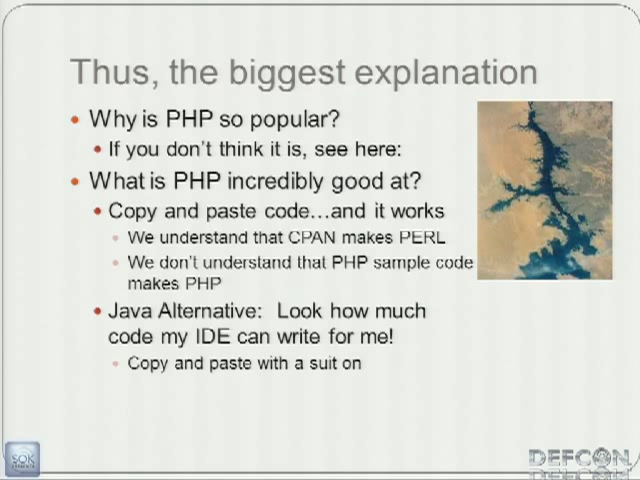 Thus, the biggest explanation
Why is PHP so popular?
If you don't think it is, see here:
What is PHP incredibly good at?
Copy and paste code…and it works
We understand that CPAN makes PERL
We don't understand that PHP sample code
makes PHP
Java Alternative: Look how much
code my IDE can write for me!
Copy and paste with a suit on
SOK
DEFCON